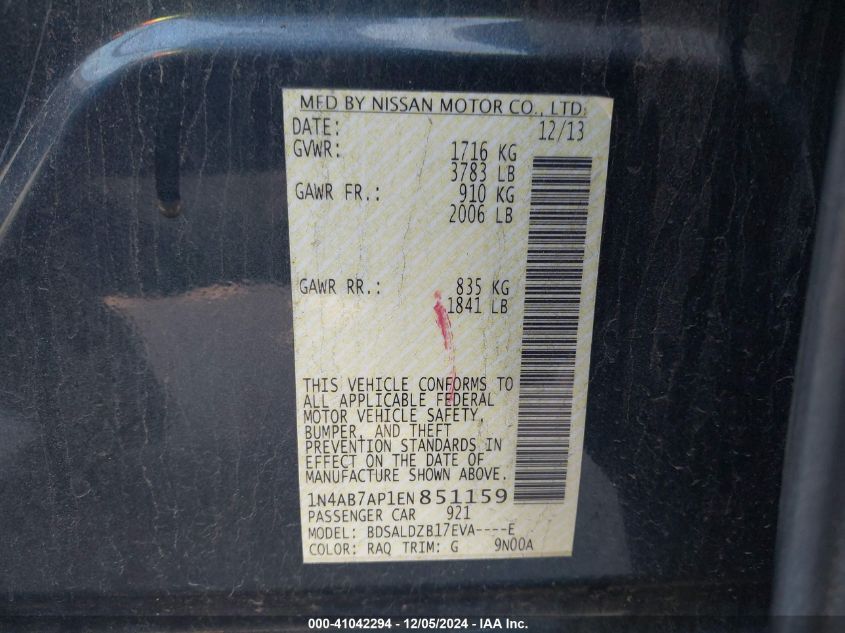 MFD BY NISSAN MOTOR CO., LTD.
DATE: 12/13
GVWR: 1716 KG
3783 LB
GAWR FR.: 910 KG
2006 LB
GAWR RR.: 835 KG
1841 LB
THIS VEHICLE CONFORMS TO
ALL APPLICABLE FEDERAL
MOTOR VEHICLE SAFETY,
BUMPER, AND THEFT
PREVENTION STANDARDS IN
EFFECT ON THE DATE OF
MANUFACTURE SHOWN ABOVE.
1N4AB7AP1EN851159
PASSENGER CAR 921
MODEL: BDSALDZB17EVA----E
COLOR: RAQ TRIM: G 9N00A
000-41042294 - 12/05/2024 - IAA Inc.